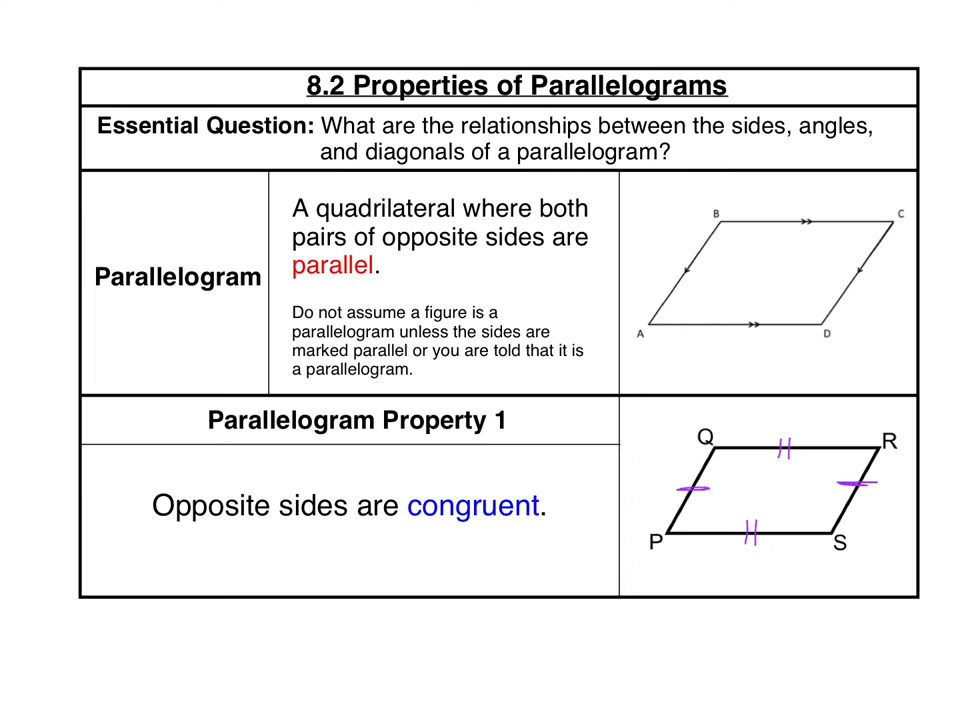 8.2 Properties of Parallelograms
Essential Question: What are the relationships between the sides, angles,
and diagonals of a parallelogram?
Parallelogram
A quadrilateral where both
pairs of opposite sides are
parallel.
Do not assume a figure is a
parallelogram unless the sides are
marked parallel or you are told that it is
a parallelogram.
B
C
A
D
Parallelogram Property 1
Opposite sides are congruent.
Q
R
P
S